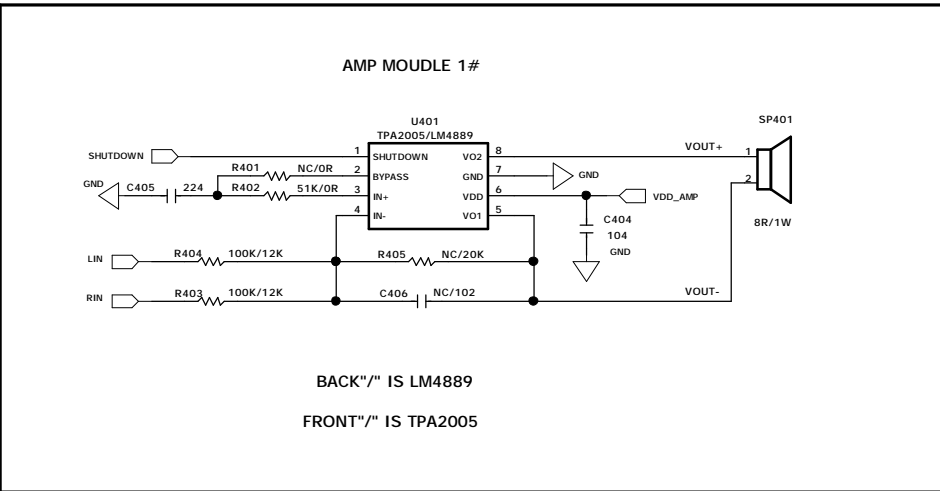 AMP MOUDLE 1#
U401
TPA2005/LM4889
SP401
SHUTDOWN
1
SHUTDOWN
VO2
8
VOUT+
1
R401
NC/0R
2
BYPASS
GND
7
GND
2
GND
C405
224
R402
51K/0R
3
IN+
VDD
6
VDD_AMP
4
IN-
VO1
5
C404
104
GND
8R/1W
LIN
R404
100K/12K
R405
NC/20K
RIN
R403
100K/12K
C406
NC/102
VOUT-
BACK"/" IS LM4889
FRONT"/" IS TPA2005